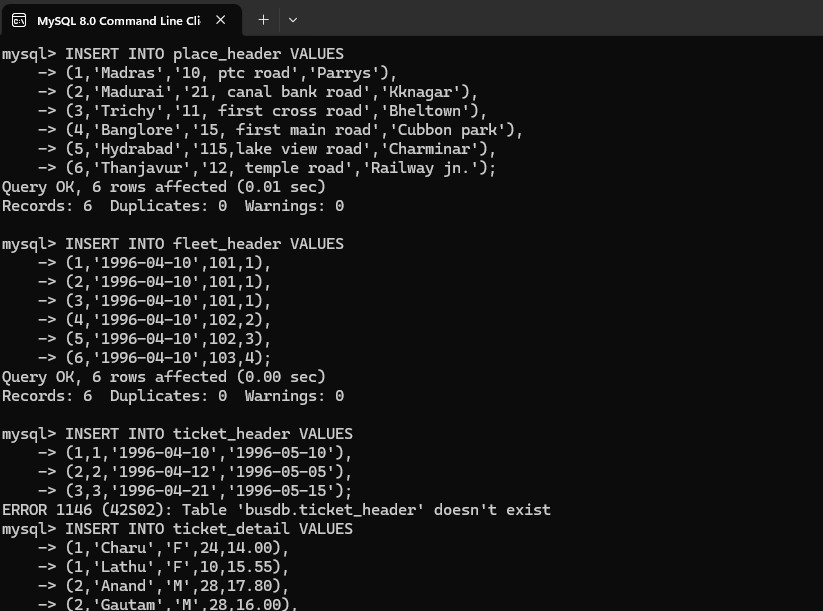 MySQL 8.0 Command Line Cli
mysql> INSERT INTO place_header VALUES
    -> (1,'Madras','10, ptc road','Parrys'),
    -> (2,'Madurai','21, canal bank road','Kknagar'),
    -> (3,'Trichy','11, first cross road','Bheltown'),
    -> (4,'Banglore','15, first main road','Cubbon park'),
    -> (5,'Hydrabad','115,lake view road','Charminar'),
    -> (6,'Thanjavur','12, temple road','Railway jn.');
Query OK, 6 rows affected (0.01 sec)
Records: 6  Duplicates: 0  Warnings: 0

mysql> INSERT INTO fleet_header VALUES
    -> (1,'1996-04-10',101,1),
    -> (2,'1996-04-10',101,1),
    -> (3,'1996-04-10',101,1),
    -> (4,'1996-04-10',102,2),
    -> (5,'1996-04-10',102,3),
    -> (6,'1996-04-10',103,4);
Query OK, 6 rows affected (0.00 sec)
Records: 6  Duplicates: 0  Warnings: 0

mysql> INSERT INTO ticket_header VALUES
    -> (1,1,'1996-04-10','1996-05-10'),
    -> (2,2,'1996-04-12','1996-05-05'),
    -> (3,3,'1996-04-21','1996-05-15');
ERROR 1146 (42S02): Table 'busdb.ticket_header' doesn't exist
mysql> INSERT INTO ticket_detail VALUES
    -> (1,'Charu','F',24,14.00),
    -> (1,'Lathu','F',10,15.55),
    -> (2,'Anand','M',28,17.80),
    -> (2,'Gautam','M',28,16.00),